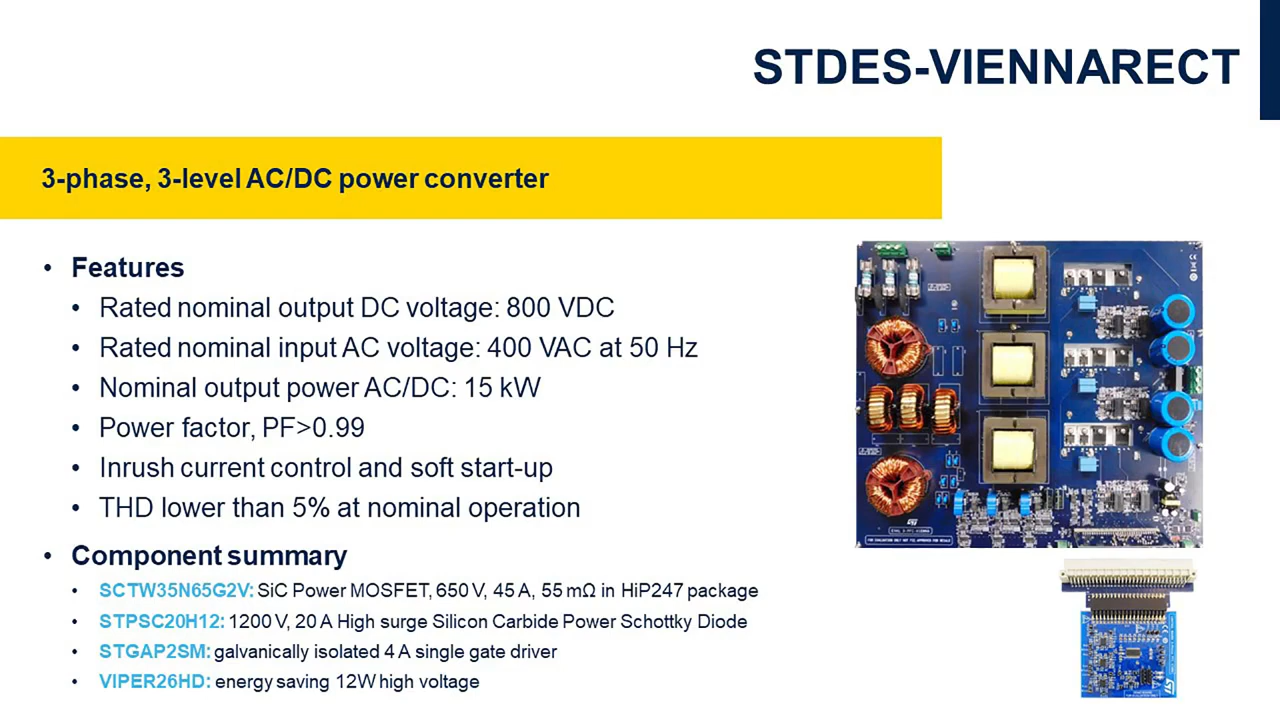 STDES-VIENNARECT
3-phase, 3-level AC/DC power converter
• Features
• Rated nominal output DC voltage: 800 VDC
• Rated nominal input AC voltage: 400 VAC at 50 Hz
• Nominal output power AC/DC: 15 kW
• Power factor, PF>0.99
• Inrush current control and soft start-up
• THD lower than 5% at nominal operation
• Component summary
• SCTW35N65G2V: SiC Power MOSFET, 650 V, 45 A, 55 mΩ in HiP247 package
• STPSC20H12: 1200 V, 20 A High surge Silicon Carbide Power Schottky Diode
• STGAP2SM: galvanically isolated 4 A single gate driver
• VIPER26HD: energy saving 12W high voltage